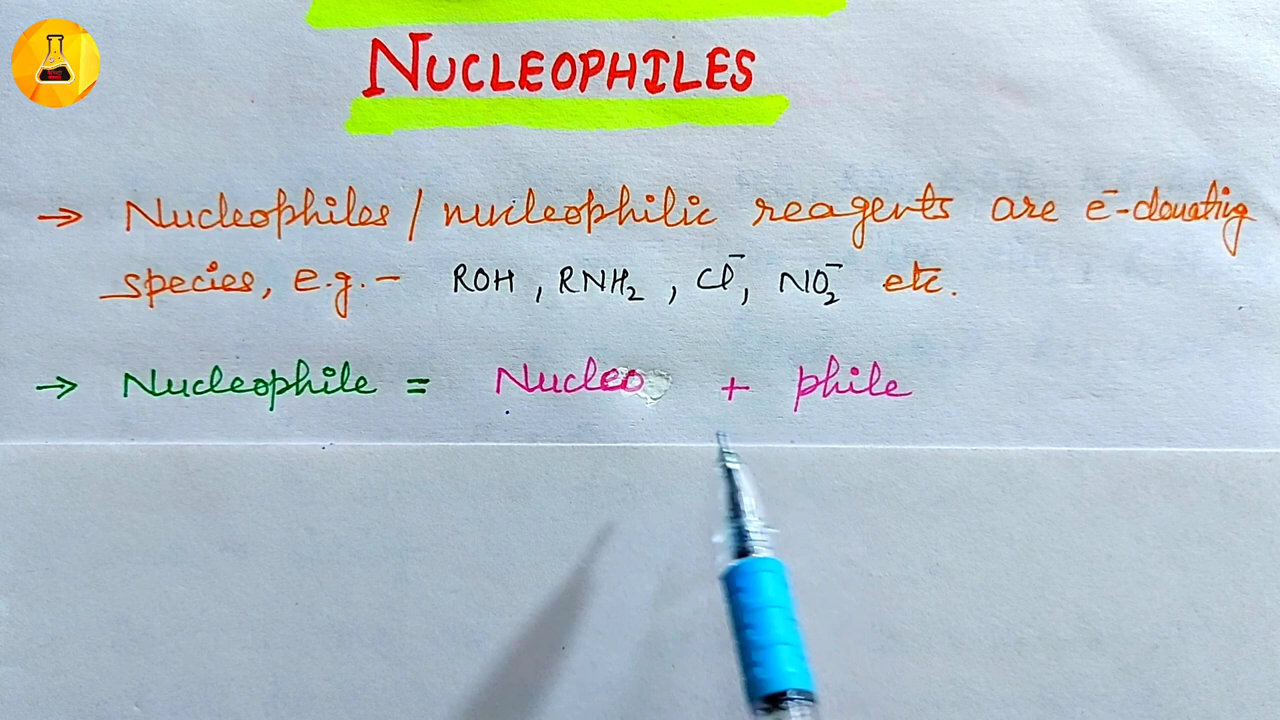 NUCLEOPHILES
→ Nucleophiles / nucleophilic reagents are e⁻-donating
species, e.g.- ROH, RNH₂, Cl⁻, NO₂⁻ etc.
→ Nucleophile = Nucleo + phile